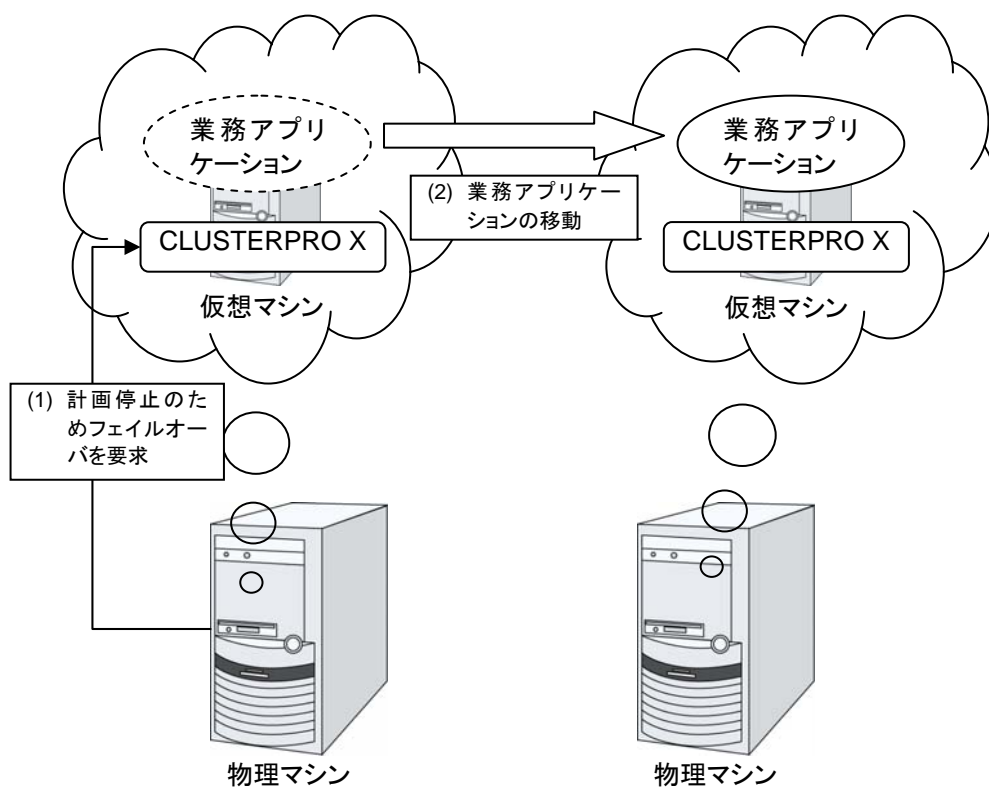 業務アプリ
ケーション
業務アプリ
ケーション
(2) 業務アプリケー
ションの移動
CLUSTERPRO X
CLUSTERPRO X
仮想マシン
仮想マシン
(1) 計画停止のた
めフェイルオー
バを要求
物理マシン
物理マシン